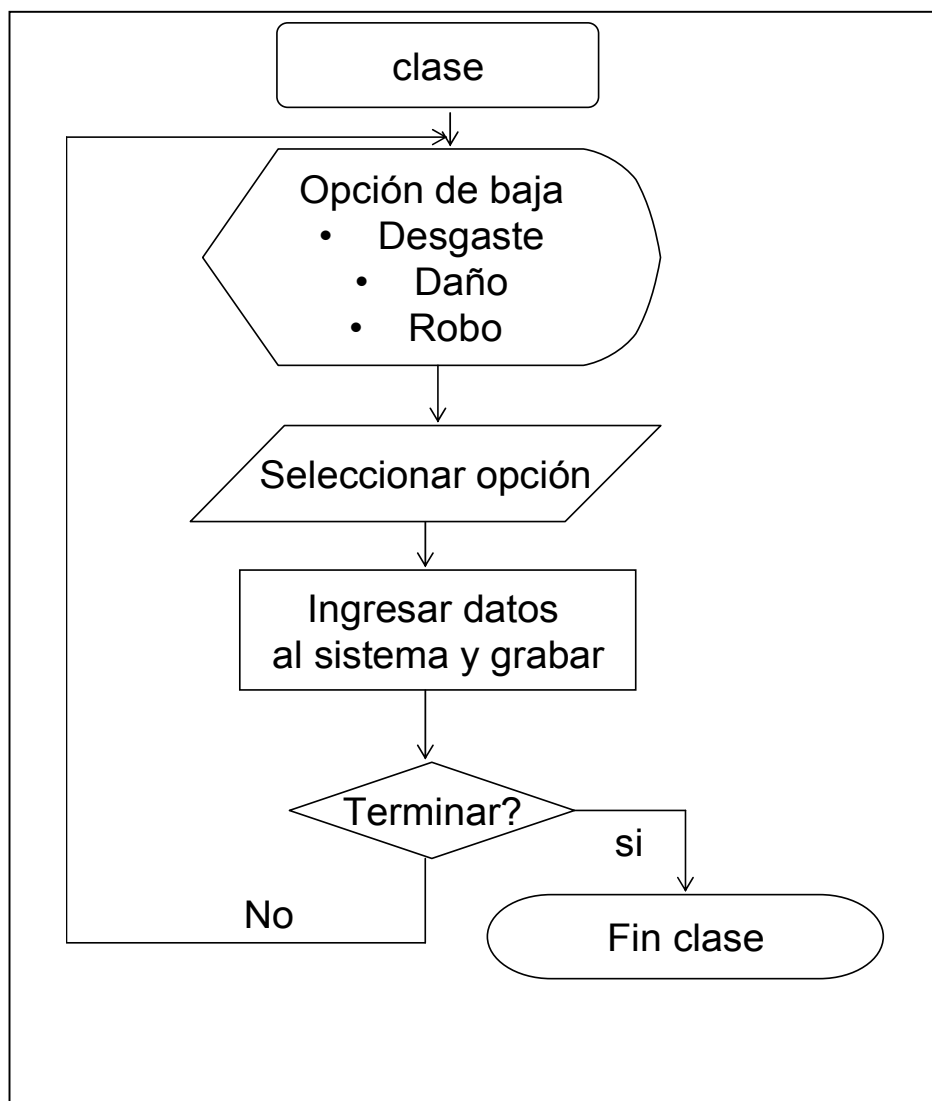 clase
Opción de baja
• Desgaste
• Daño
• Robo
Seleccionar opción
Ingresar datos
al sistema y grabar
Terminar?
si
No
Fin clase